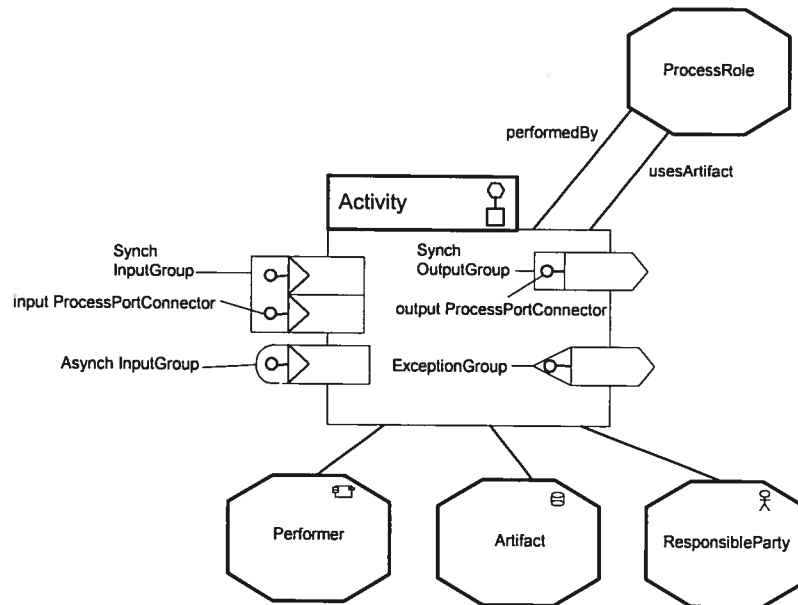 ProcessRole
performedBy
usesArtifact
Activity
Synch
InputGroup
Synch
OutputGroup
input ProcessPortConnector
output ProcessPortConnector
Asynch InputGroup
ExceptionGroup
Performer
Artifact
ResponsibleParty